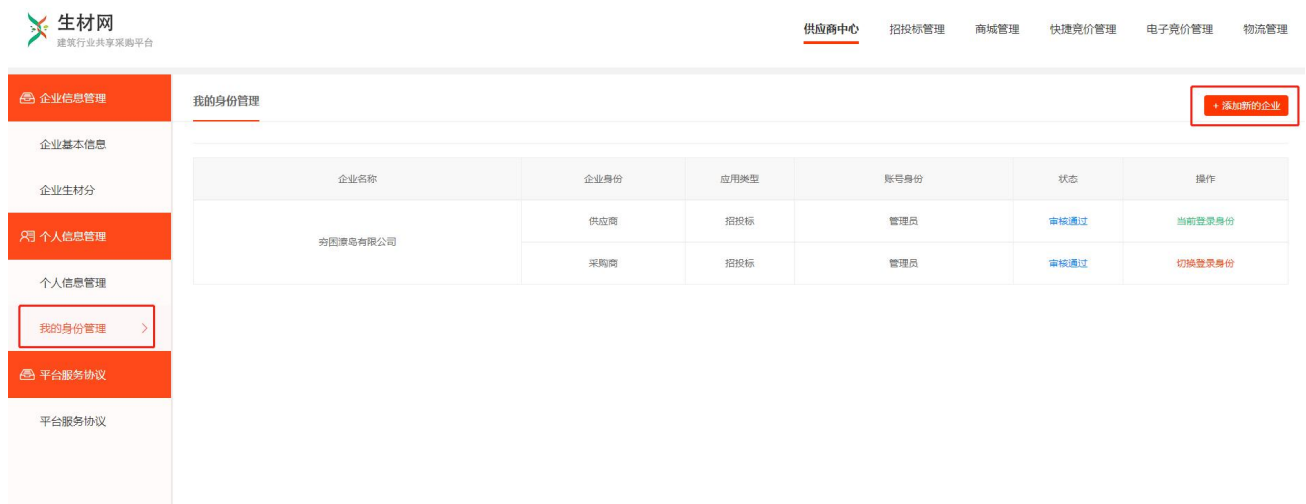 生材网
建筑行业共享采购平台
供应商中心 招投标管理 商城管理 快捷竞价管理 电子竞价管理 物流管理
企业信息管理
企业基本信息
企业生材分
个人信息管理
个人信息管理
我的身份管理
平台服务协议
平台服务协议
我的身份管理
+ 添加新的企业
企业名称 企业身份 应用类型 账号身份 状态 操作
穷困潦岛有限公司
供应商 招投标 管理员 审核通过 当前登录身份
采购商 招投标 管理员 审核通过 切换登录身份